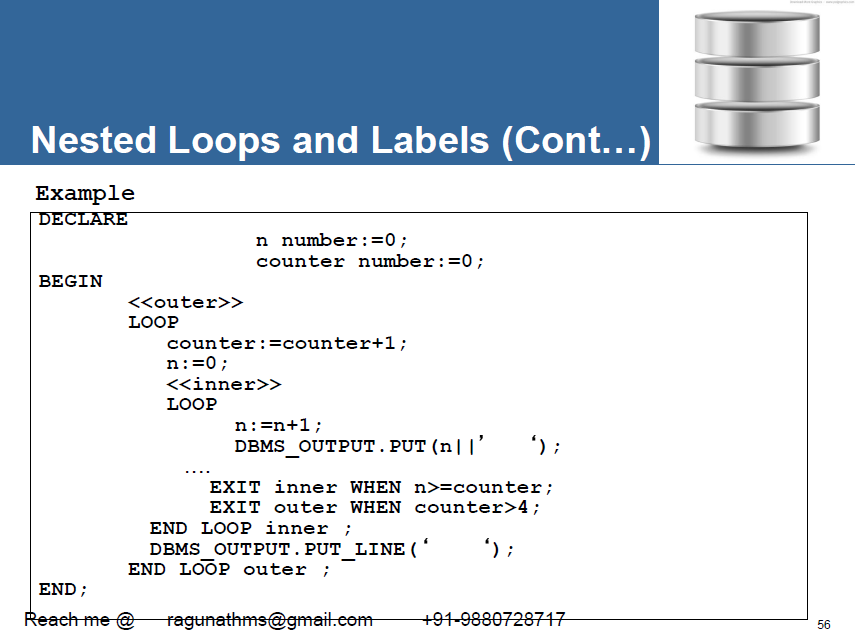 Nested Loops and Labels (Cont…)
Example
DECLARE
n number:=0;
counter number:=0;
BEGIN
<<outer>>
LOOP
counter:=counter+1;
n:=0;
<<inner>>
LOOP
n:=n+1;
DBMS_OUTPUT.PUT(n||’ ‘);
….
EXIT inner WHEN n>=counter;
EXIT outer WHEN counter>4;
END LOOP inner ;
DBMS_OUTPUT.PUT_LINE(‘ ‘);
END LOOP outer ;
END;
Reach me @ ragunathms@gmail.com +91-9880728717
56